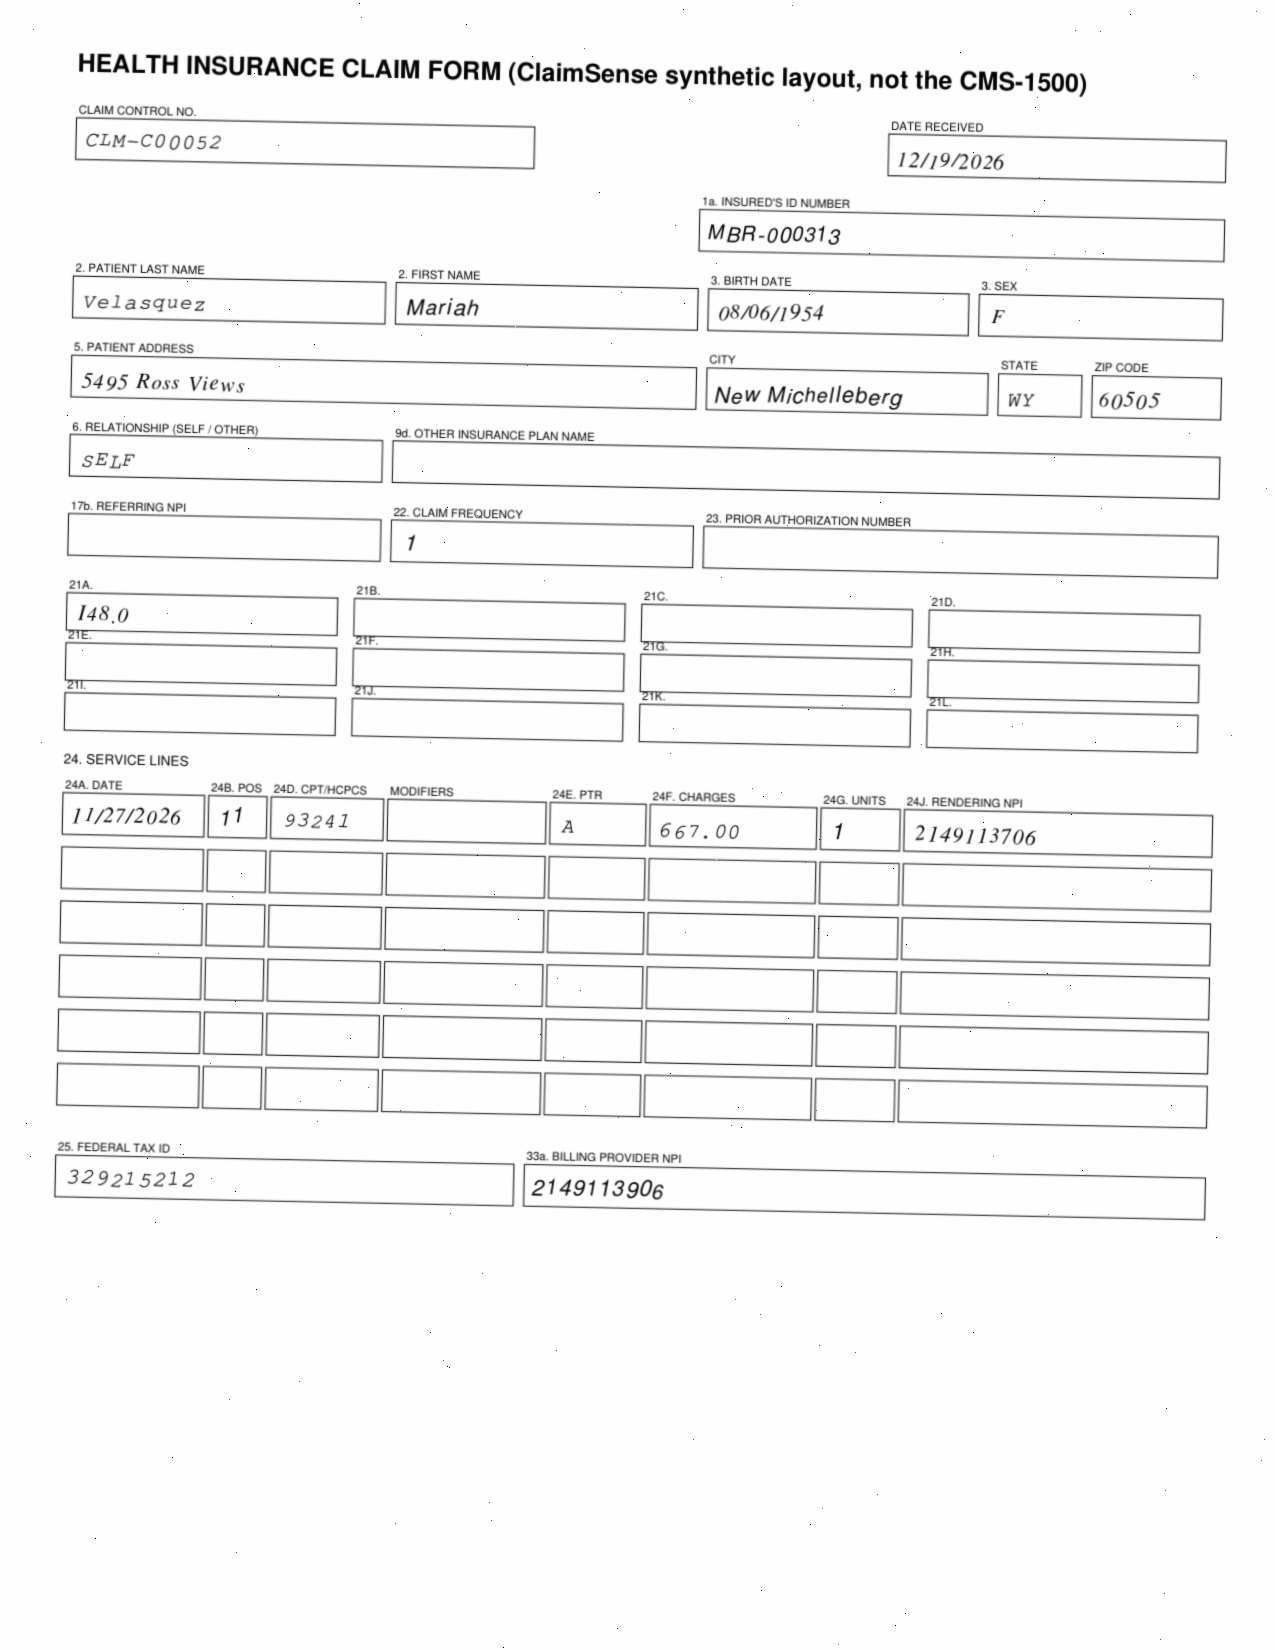 HEALTH INSURANCE CLAIM FORM (ClaimSense synthetic layout, not the CMS-1500)
CLAIM CONTROL NO.
CLM-C00052
DATE RECEIVED
12/19/2026
1a. INSURED'S ID NUMBER
MBR-000313
2. PATIENT LAST NAME 2. FIRST NAME 3. BIRTH DATE 3. SEX
Velasquez Mariah 08/06/1954 F
5. PATIENT ADDRESS CITY STATE ZIP CODE
5495 Ross Views New Michelleberg WY 60505
6. RELATIONSHIP (SELF / OTHER) 9d. OTHER INSURANCE PLAN NAME
SELF
17b. REFERRING NPI 22. CLAIM FREQUENCY 23. PRIOR AUTHORIZATION NUMBER
1
21A. 21B. 21C. 21D.
I48.0
21E. 21F. 21G. 21H.
21I. 21J. 21K. 21L.
24. SERVICE LINES
24A. DATE 24B. POS 24D. CPT/HCPCS MODIFIERS 24E. PTR 24F. CHARGES 24G. UNITS 24J. RENDERING NPI
11/27/2026 11 93241 A 667.00 1 2149113706
25. FEDERAL TAX ID 33a. BILLING PROVIDER NPI
329215212 2149113906